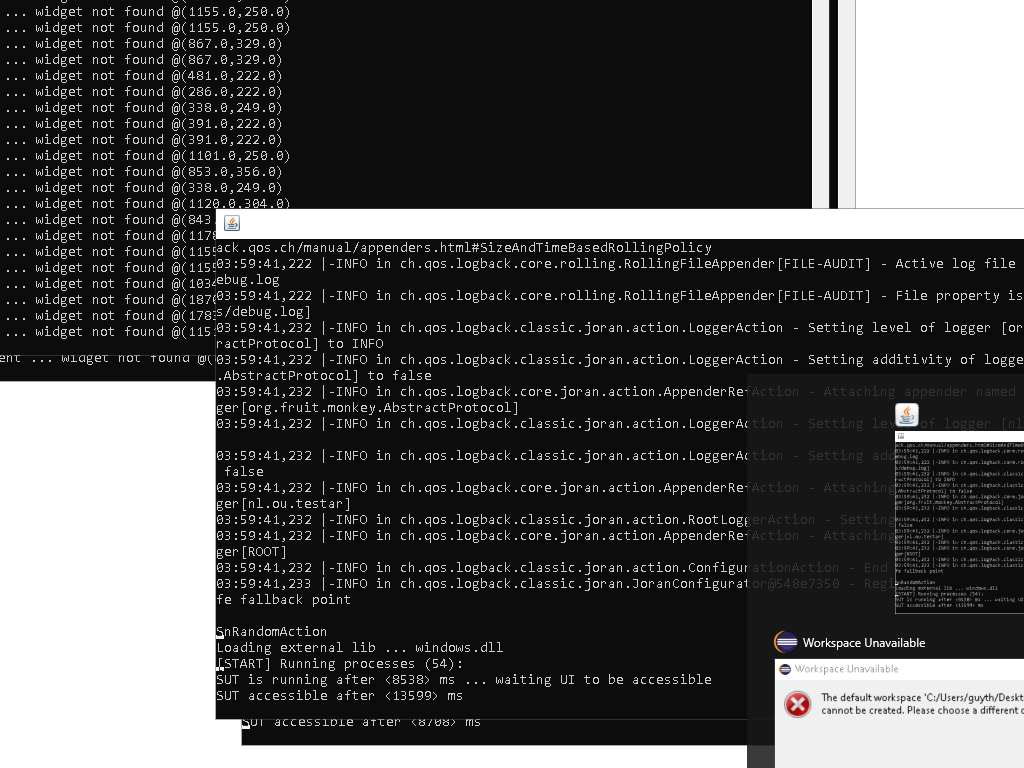 ... widget not found @(1155.0,250.0)
... widget not found @(1155.0,250.0)
... widget not found @(867.0,329.0)
... widget not found @(867.0,329.0)
... widget not found @(481.0,222.0)
... widget not found @(286.0,222.0)
... widget not found @(338.0,249.0)
... widget not found @(391.0,222.0)
... widget not found @(391.0,222.0)
... widget not found @(1101.0,250.0)
... widget not found @(853.0,356.0)
... widget not found @(338.0,249.0)
... widget not found @(1120.0,304.0)
... widget not found @(843
... widget not found @(117
... widget not found @(115
... widget not found @(115
... widget not found @(103
... widget not found @(187
... widget not found @(178
... widget not found @(115
ent ... widget not found @(
ack.qos.ch/manual/appenders.html#SizeAndTimeBasedRollingPolicy
03:59:41,222 |-INFO in ch.qos.logback.core.rolling.RollingFileAppender[FILE-AUDIT] - Active log file
ebug.log
03:59:41,222 |-INFO in ch.qos.logback.core.rolling.RollingFileAppender[FILE-AUDIT] - File property is
s/debug.log]
03:59:41,232 |-INFO in ch.qos.logback.classic.joran.action.LoggerAction - Setting level of logger [or
ractProtocol] to INFO
03:59:41,232 |-INFO in ch.qos.logback.classic.joran.action.LoggerAction - Setting additivity of logge
.AbstractProtocol] to false
03:59:41,232 |-INFO in ch.qos.logback.core.joran.action.AppenderRefAction - Attaching appender named
ger[org.fruit.monkey.AbstractProtocol]
03:59:41,232 |-INFO in ch.qos.logback.classic.joran.action.LoggerAction - Setting level of logger [nl
03:59:41,232 |-INFO in ch.qos.logback.classic.joran.action.LoggerAction - Setting add
false
03:59:41,232 |-INFO in ch.qos.logback.core.joran.action.AppenderRefAction - Attaching
ger[nl.ou.testar]
03:59:41,232 |-INFO in ch.qos.logback.classic.joran.action.RootLoggerAction - Setting
03:59:41,232 |-INFO in ch.qos.logback.core.joran.action.AppenderRefAction - Attaching
ger[ROOT]
03:59:41,232 |-INFO in ch.qos.logback.classic.joran.action.ConfigurationAction - End
03:59:41,233 |-INFO in ch.qos.logback.classic.joran.JoranConfigurator@548e7350 - Regi
fe fallback point
SnRandomAction
Loading external lib ... windows.dll
[START] Running processes (54):
SUT is running after <8538> ms ... waiting UI to be accessible
SUT accessible after <13599> ms
SUT accessible after <8708> ms
Workspace Unavailable
Workspace Unavailable
The default workspace 'C:/Users/guyth/Deskt
cannot be created. Please choose a different